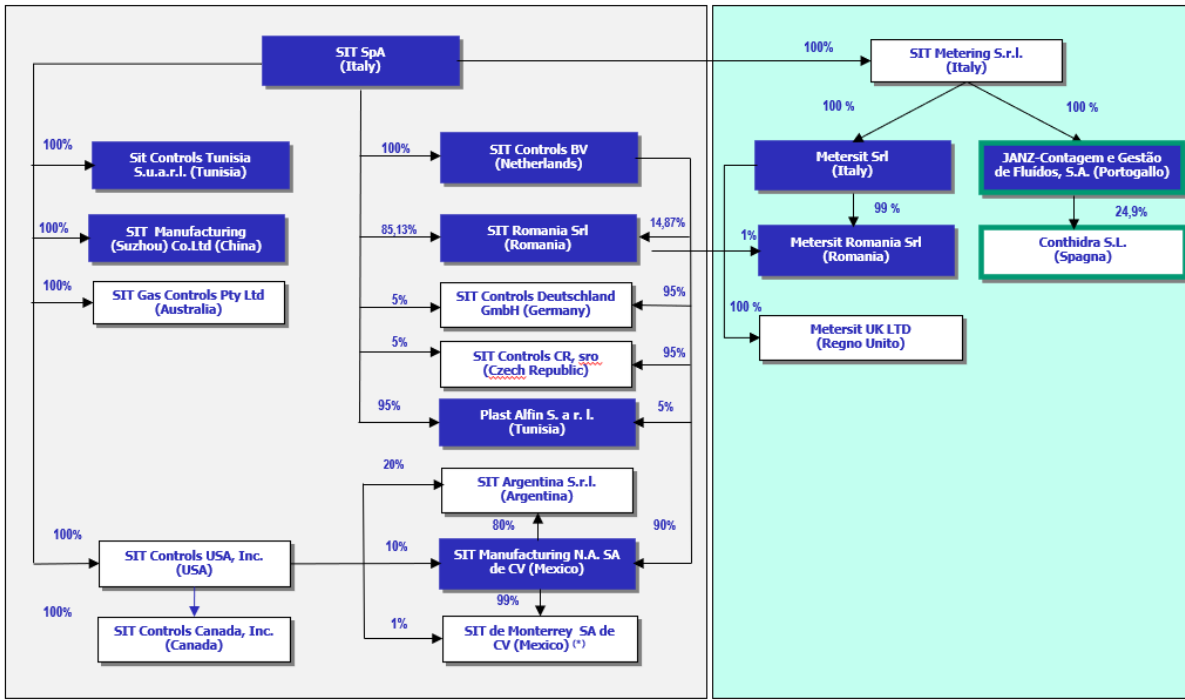 SIT SpA
(Italy)
100%
SIT Metering S.r.l.
(Italy)
100 %
100 %
100%
Sit Controls Tunisia
S.u.a.r.l. (Tunisia)
100%
SIT Controls BV
(Netherlands)
Metersit Srl
(Italy)
JANZ-Contagem e Gestão
de Fluídos, S.A. (Portogallo)
100%
SIT  Manufacturing
(Suzhou) Co.Ltd (China)
85,13%
SIT Romania Srl
(Romania)
14,87%
99 %
1%
Metersit Romania Srl
(Romania)
24,9%
Conthidra S.L.
(Spagna)
100%
SIT Gas Controls Pty Ltd
(Australia)
5%
SIT Controls Deutschland
GmbH (Germany)
95%
100 %
Metersit UK LTD
(Regno Unito)
5%
SIT Controls CR, sro
(Czech Republic)
95%
95%
Plast Alfin S. a r. l.
(Tunisia)
5%
20%
SIT Argentina S.r.l.
(Argentina)
80%
90%
100%
SIT Controls USA, Inc.
(USA)
10%
SIT Manufacturing N.A. SA
de CV (Mexico)
99%
100%
SIT Controls Canada, Inc.
(Canada)
1%
SIT de Monterrey  SA de
CV (Mexico) (*)